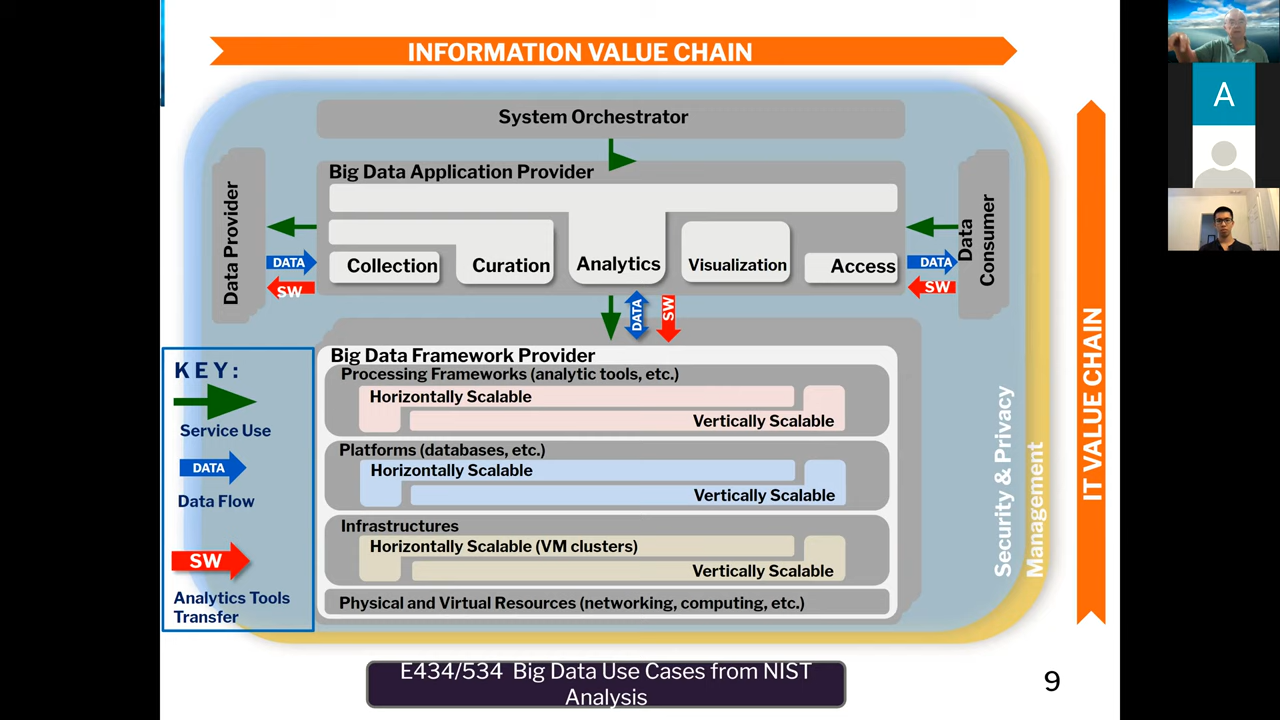 INFORMATION VALUE CHAIN
System Orchestrator
Big Data Application Provider
Collection
Curation
Analytics
Visualization
Access
Data Provider
DATA
SW
DATA
SW
Data
Consumer
DATA
SW
Big Data Framework Provider
Processing Frameworks (analytic tools, etc.)
Horizontally Scalable
Vertically Scalable
Platforms (databases, etc.)
Horizontally Scalable
Vertically Scalable
Infrastructures
Horizontally Scalable (VM clusters)
Vertically Scalable
Physical and Virtual Resources (networking, computing, etc.)
KEY:
Service Use
DATA
Data Flow
SW
Analytics Tools
Transfer
Security & Privacy
Management
IT VALUE CHAIN
E434/534 Big Data Use Cases from NIST
Analysis
9
A